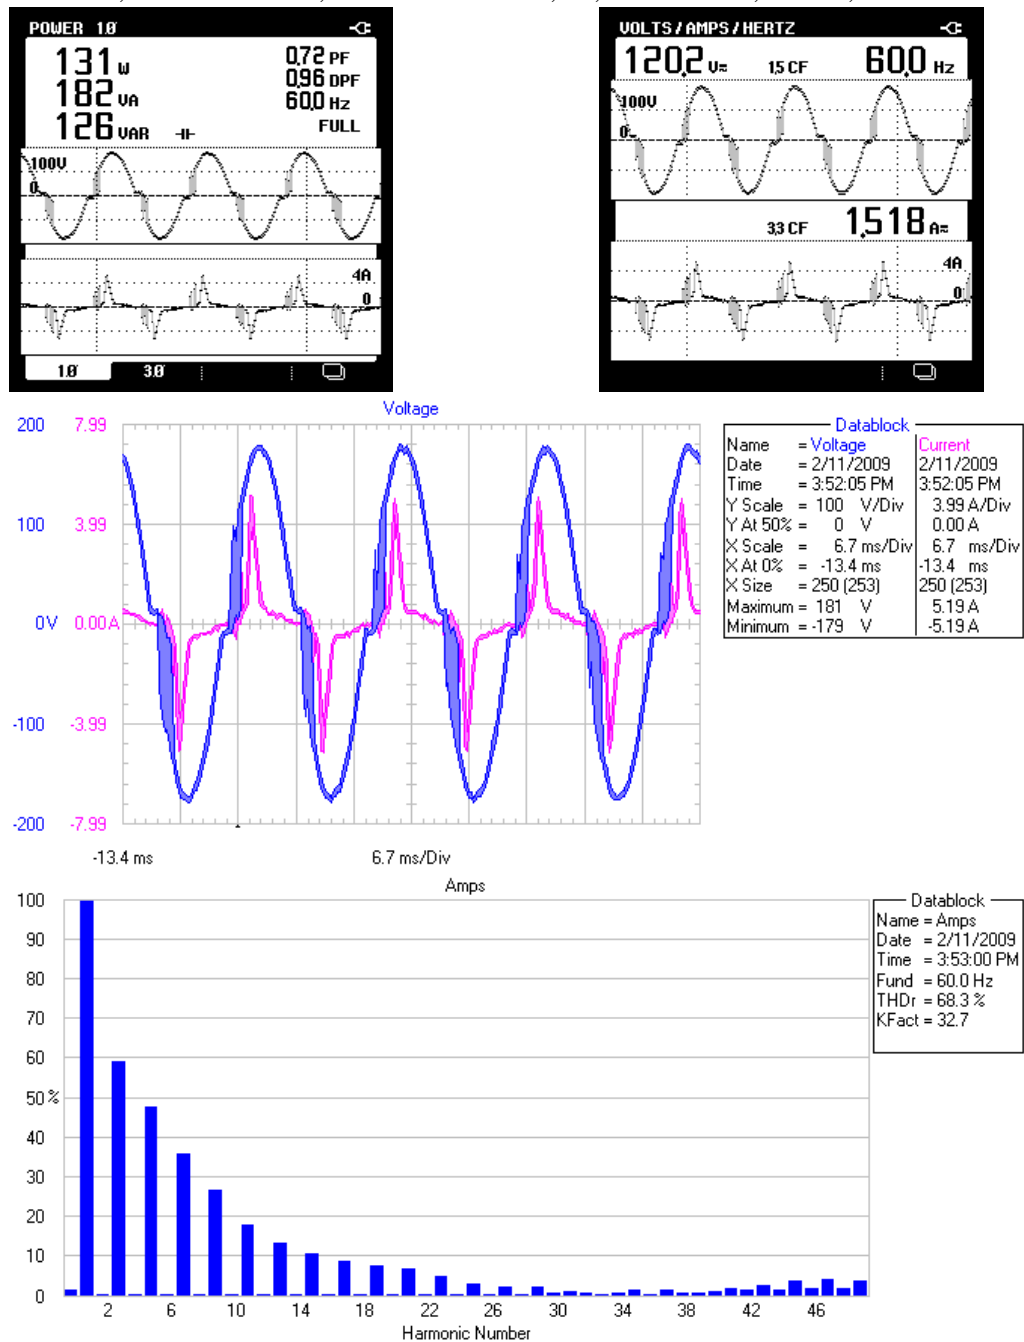 POWER 1.0
131 W
182 VA
126 VAR
0.72 PF
0.96 DPF
60.0 Hz
FULL
100V
0
4A
0
1.0
3.0
VOLTS / AMPS / HERTZ
120.2 V≂ 1.5 CF 60.0 Hz
100V
0
3.3 CF 1.518 A≂
4A
0
Voltage
200 7.99
100 3.99
0V 0.00A
-100 -3.99
-200 -7.99
-13.4 ms 6.7 ms/Div
Datablock
Name = Voltage Current
Date = 2/11/2009 2/11/2009
Time = 3:52:05 PM 3:52:05 PM
Y Scale = 100 V/Div 3.99 A/Div
Y At 50% = 0 V 0.00 A
X Scale = 6.7 ms/Div 6.7 ms/Div
X At 0% = -13.4 ms -13.4 ms
X Size = 250 (253) 250 (253)
Maximum = 181 V 5.19 A
Minimum = -179 V -5.19 A
Amps
100
90
80
70
60
50 %
40
30
20
10
0
2 6 10 14 18 22 26 30 34 38 42 46
Harmonic Number
Datablock
Name = Amps
Date = 2/11/2009
Time = 3:53:00 PM
Fund = 60.0 Hz
THDr = 68.3 %
KFact = 32.7